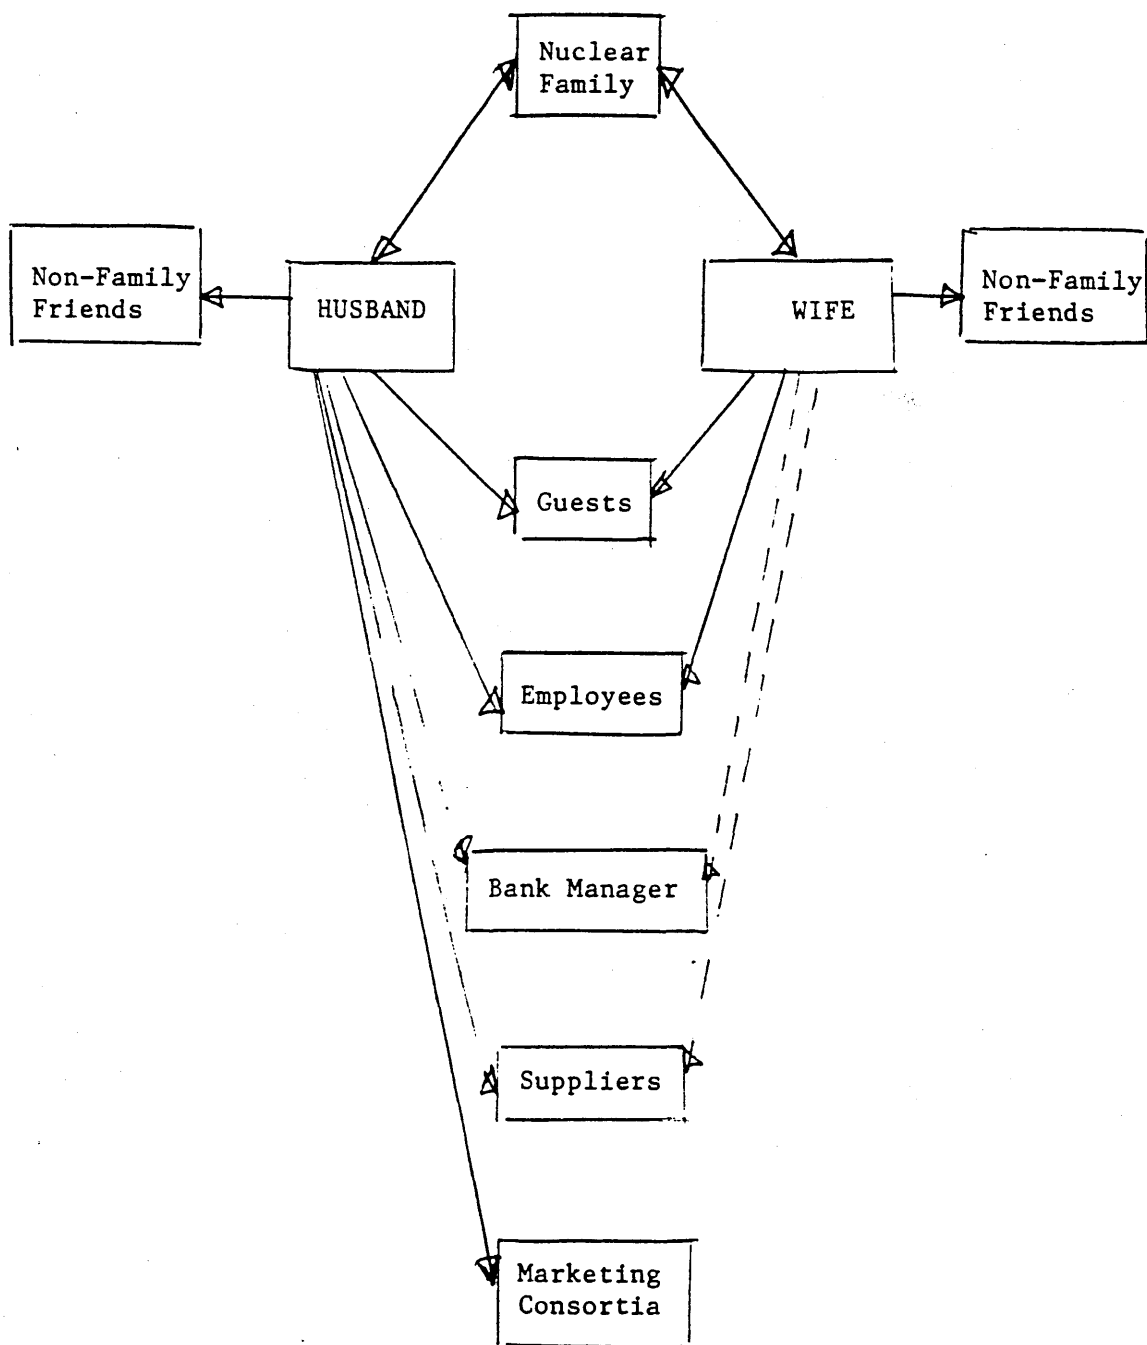 Nuclear
Family
Non-Family
Friends
HUSBAND
WIFE
Non-Family
Friends
Guests
Employees
Bank Manager
Suppliers
Marketing
Consortia